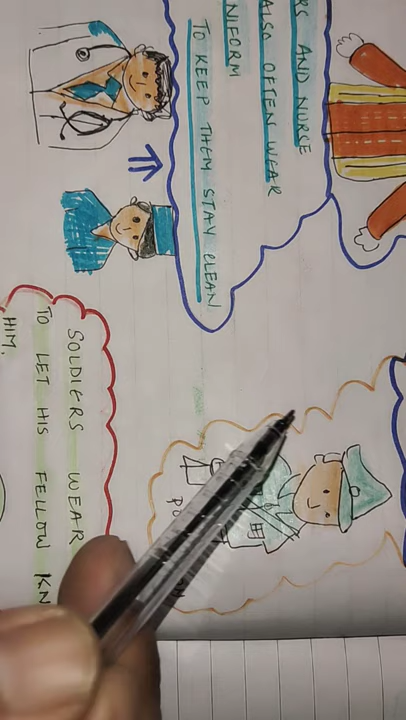 RS AND NURSE
ALSO OFTEN WEAR
NIFORM
TO KEEP THEM STAY CLEAN
SOLDIERS WEAR
TO LET HIS FELLOW KN
HIM.